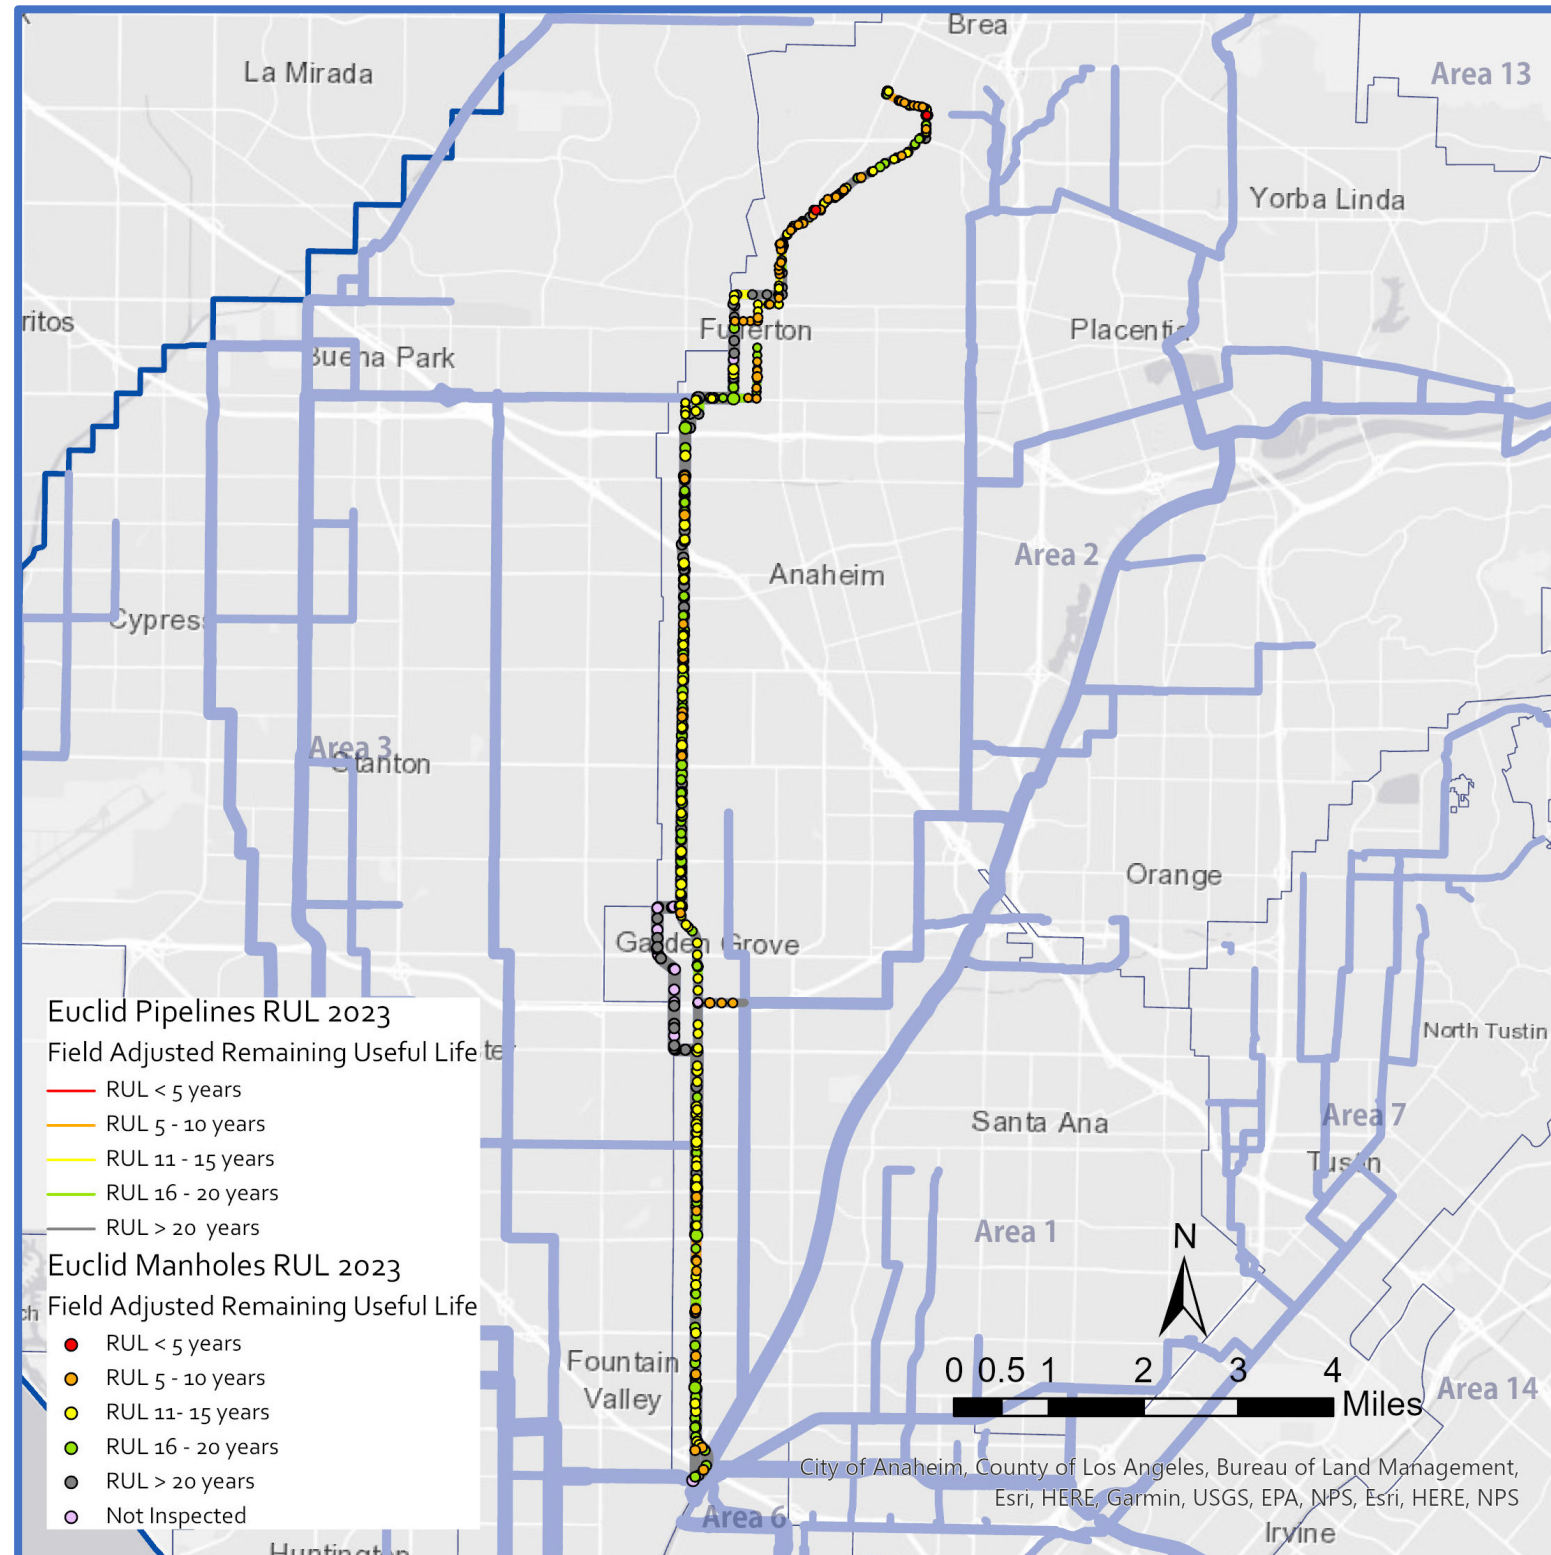 Brea
La Mirada
Area 13
Yorba Linda
ritos
Fullerton
Placentia
Buena Park
Area 2
Anaheim
Cypress
Area 3
Stanton
Orange
Garden Grove
Euclid Pipelines RUL 2023
Field Adjusted Remaining Useful Life
ter
RUL < 5 years
RUL 5 - 10 years
RUL 11 - 15 years
RUL 16 - 20 years
RUL > 20 years
Euclid Manholes RUL 2023
Field Adjusted Remaining Useful Life
RUL < 5 years
RUL 5 - 10 years
RUL 11- 15 years
RUL 16 - 20 years
RUL > 20 years
Not Inspected
ch
North Tustin
Santa Ana
Area 7
Tustin
Area 1
N
Fountain
Valley
0 0.5 1 2 3 4
Miles
Area 14
City of Anaheim, County of Los Angeles, Bureau of Land Management,
Esri, HERE, Garmin, USGS, EPA, NPS, Esri, HERE, NPS
Area 6
Irvine
Huntington